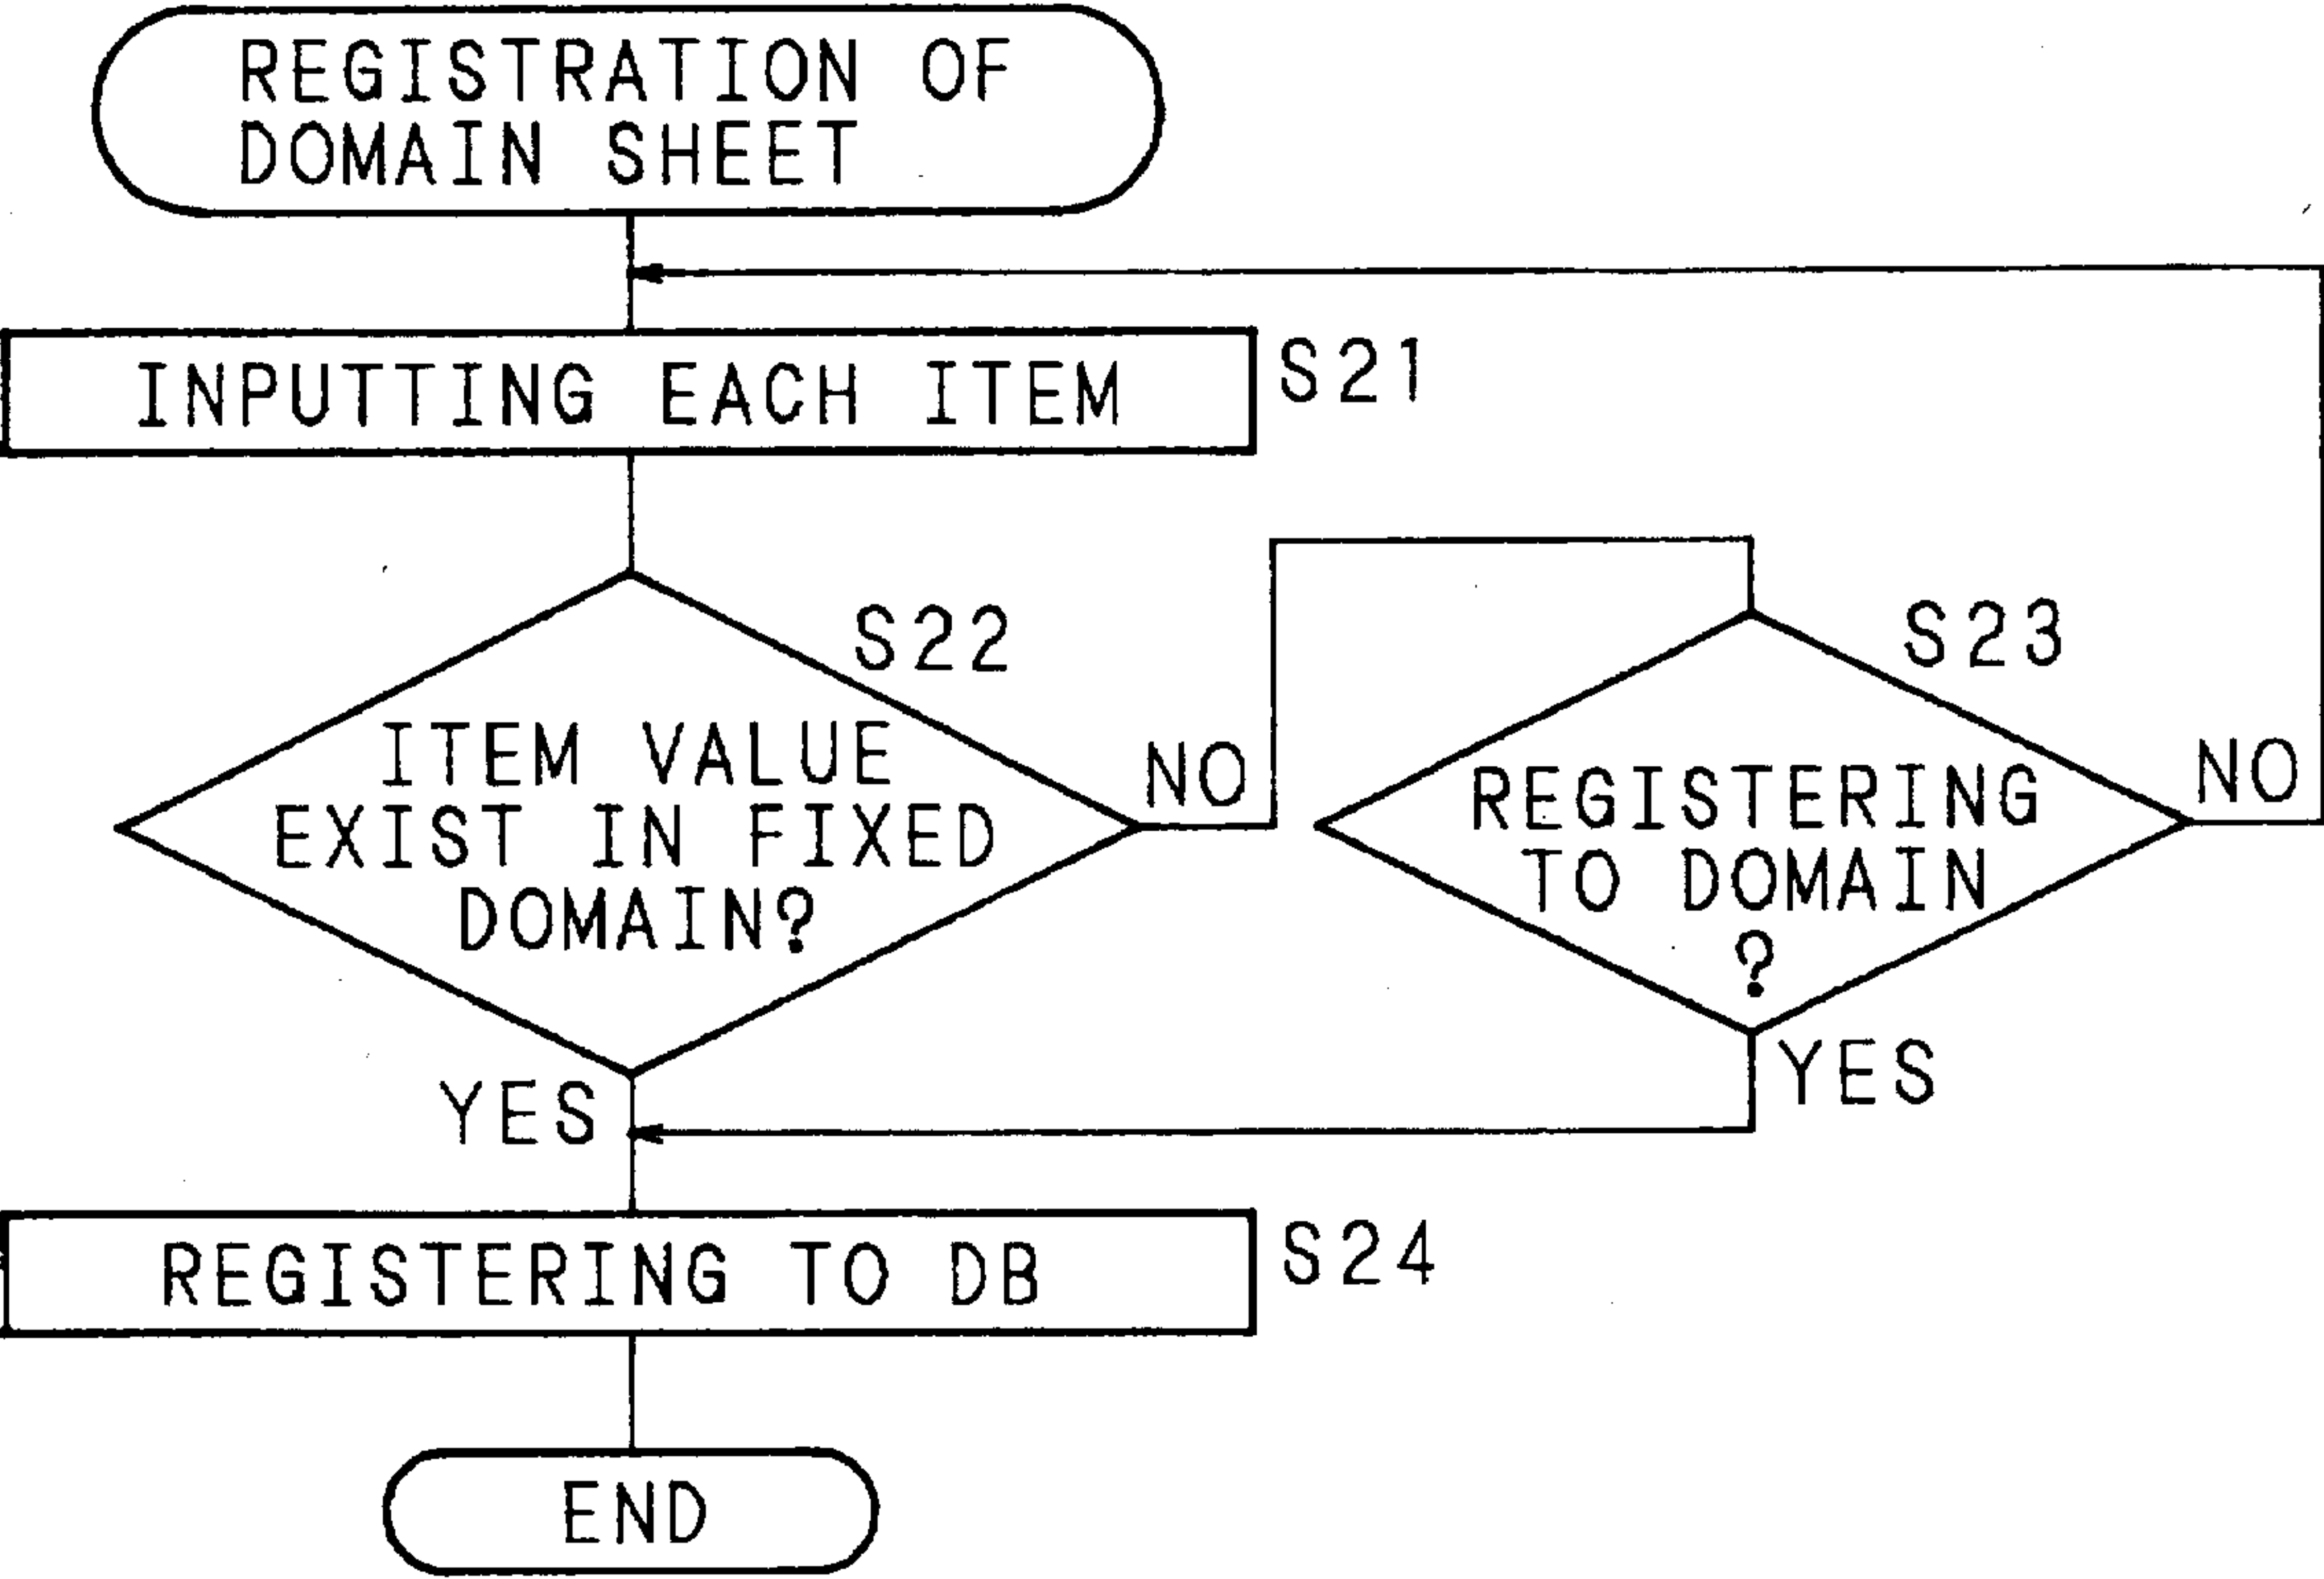 REGISTRATION OF
DOMAIN SHEET
INPUTTING EACH ITEM
S21
S22
ITEM VALUE
EXIST IN FIXED
DOMAIN?
NO
YES
S23
REGISTERING
TO DOMAIN
?
NO
YES
REGISTERING TO DB
S24
END